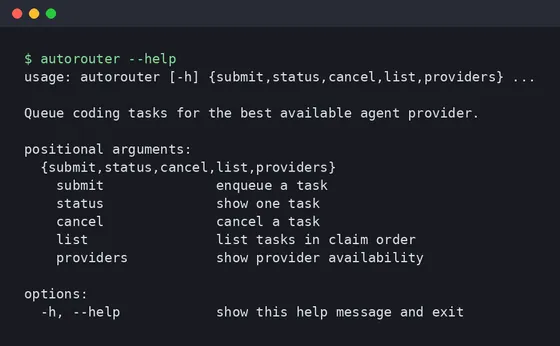 $ autorouter --help
usage: autorouter [-h] {submit,status,cancel,list,providers} ...
Queue coding tasks for the best available agent provider.
positional arguments:
{submit,status,cancel,list,providers}
submit enqueue a task
status show one task
cancel cancel a task
list list tasks in claim order
providers show provider availability
options:
-h, --help show this help message and exit